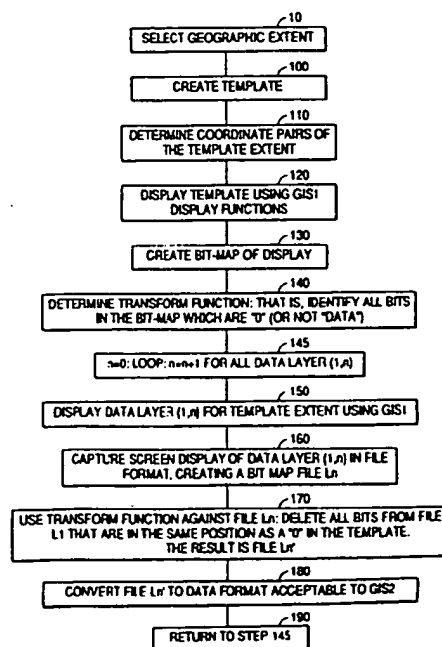 10
SELECT GEOGRAPHIC EXTENT
100
CREATE TEMPLATE
110
DETERMINE COORDINATE PAIRS OF
THE TEMPLATE EXTENT
120
DISPLAY TEMPLATE USING GIS1
DISPLAY FUNCTIONS
130
CREATE BIT-MAP OF DISPLAY
140
DETERMINE TRANSFORM FUNCTION: THAT IS, IDENTIFY ALL BITS
IN THE BIT-MAP WHICH ARE "0" (OR NOT "DATA")
145
n=0: LOOP: n=n+1 FOR ALL DATA LAYER (1,n)
150
DISPLAY DATA LAYER (1,n) FOR TEMPLATE EXTENT USING GIS1
160
CAPTURE SCREEN DISPLAY OF DATA LAYER (1,n) IN FILE
FORMAT, CREATING A BIT MAP FILE Ln
170
USE TRANSFORM FUNCTION AGAINST FILE Ln: DELETE ALL BITS FROM FILE
L1 THAT ARE IN THE SAME POSITION AS A "0" IN THE TEMPLATE.
THE RESULT IS FILE Ln'
180
CONVERT FILE Ln' TO DATA FORMAT ACCEPTABLE TO GIS2
190
RETURN TO STEP 145